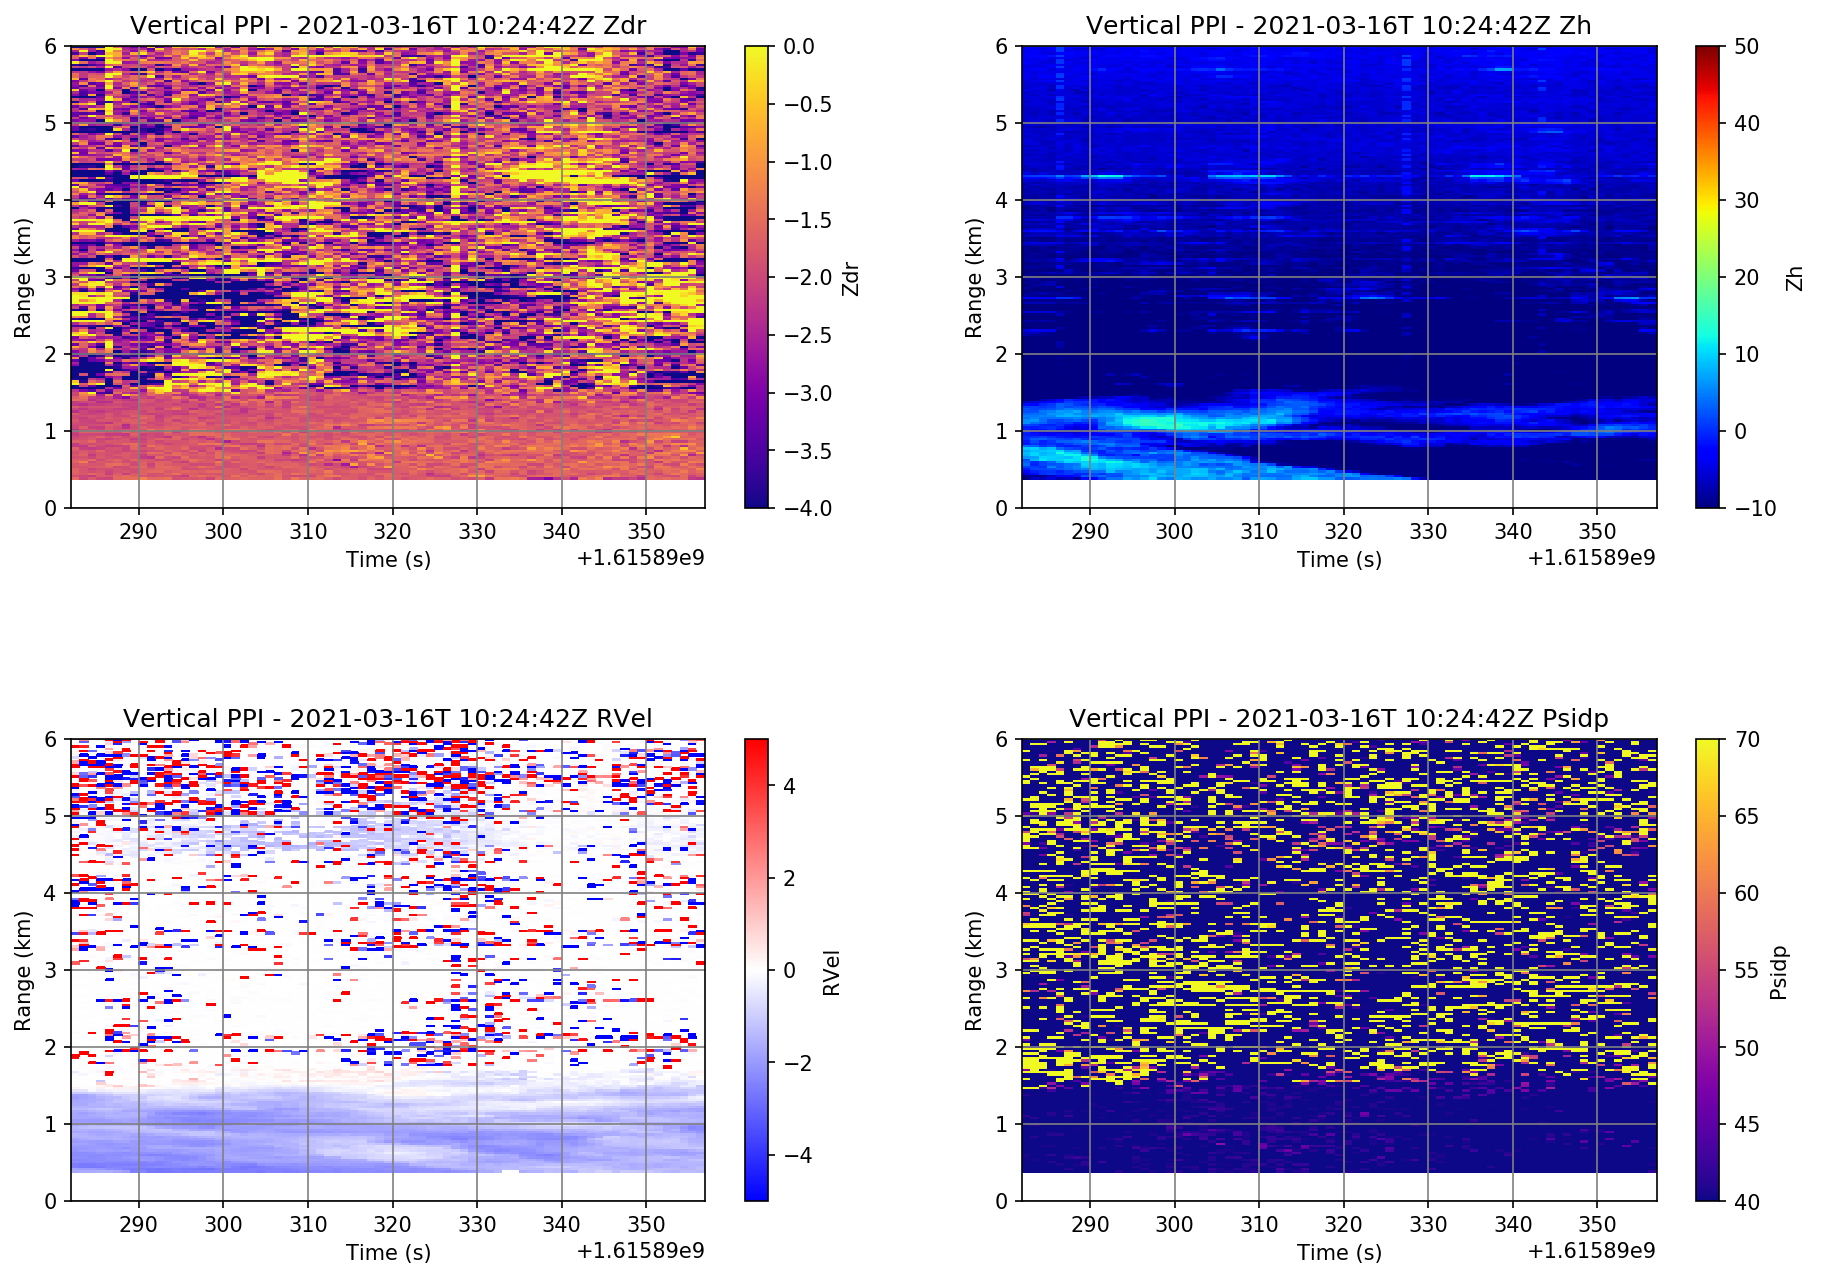 Vertical PPI - 2021-03-16T 10:24:42Z Zdr
6
5
4
3
2
1
0
Range (km)
290 300 310 320 330 340 350
Time (s)
+1.61589e9
0.0
−0.5
−1.0
−1.5
−2.0
−2.5
−3.0
−3.5
−4.0
Zdr
Vertical PPI - 2021-03-16T 10:24:42Z Zh
6
5
4
3
2
1
0
Range (km)
290 300 310 320 330 340 350
Time (s)
+1.61589e9
50
40
30
20
10
0
−10
Zh
Vertical PPI - 2021-03-16T 10:24:42Z RVel
6
5
4
3
2
1
0
Range (km)
290 300 310 320 330 340 350
Time (s)
+1.61589e9
4
2
0
−2
−4
RVel
Vertical PPI - 2021-03-16T 10:24:42Z Psidp
6
5
4
3
2
1
0
Range (km)
290 300 310 320 330 340 350
Time (s)
+1.61589e9
70
65
60
55
50
45
40
Psidp